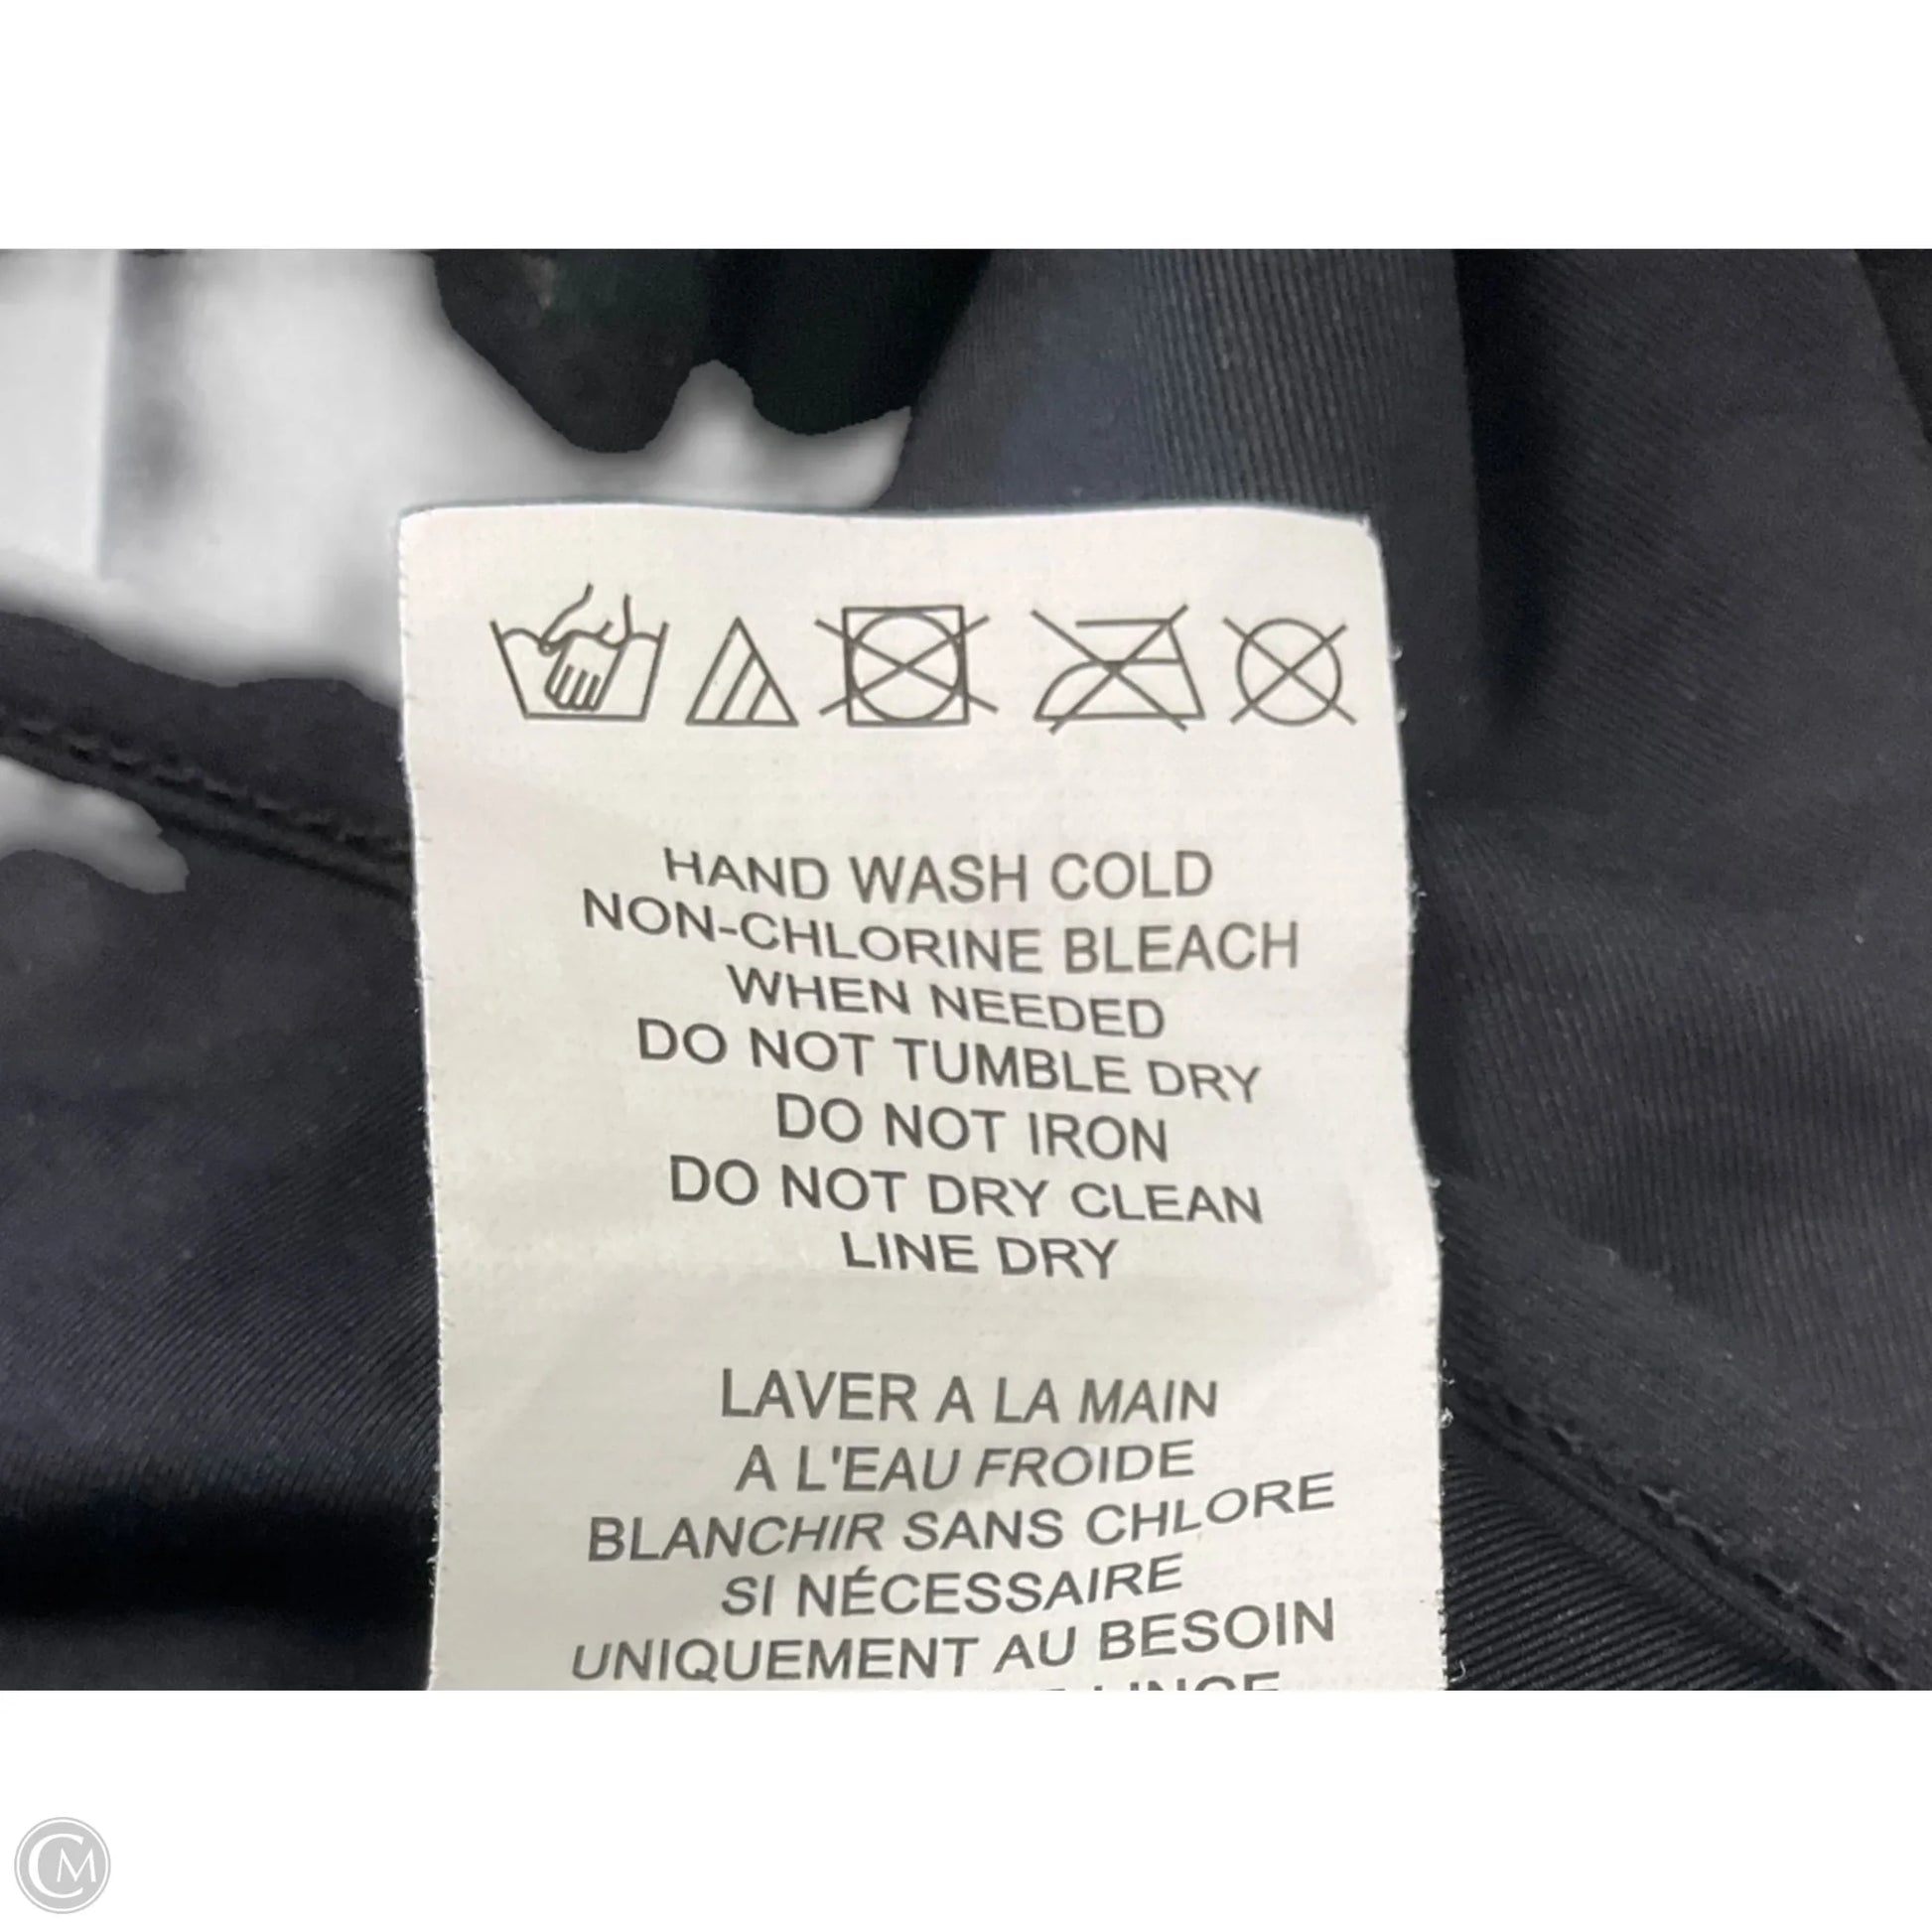 HAND WASH COLD
NON-CHLORINE BLEACH
WHEN NEEDED
DO NOT TUMBLE DRY
DO NOT IRON
DO NOT DRY CLEAN
LINE DRY
LAVER A LA MAIN
A L'EAU FROIDE
BLANCHIR SANS CHLORE
SI NÉCESSAIRE
UNIQUEMENT AU BESOIN
CM